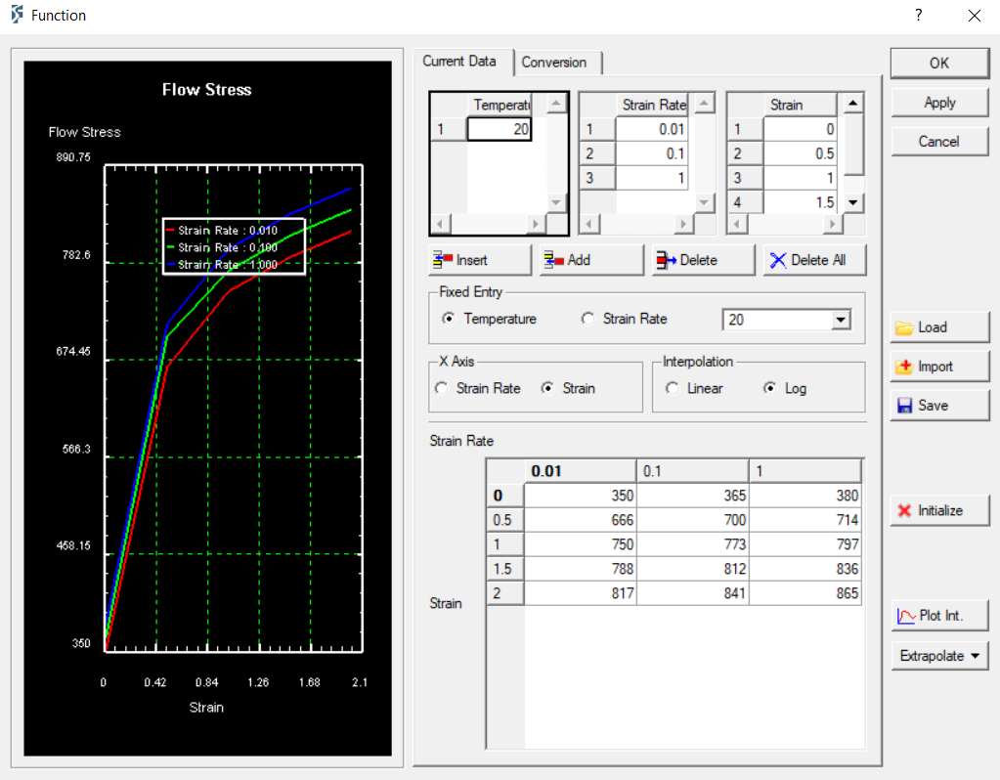 Function
?
Flow Stress
Flow Stress
890.75
782.6
674.45
566.3
458.15
350
Strain Rate : 0.010
Strain Rate : 0.100
Strain Rate : 1.000
0 0.42 0.84 1.26 1.68 2.1
Strain
Current Data Conversion
Temperatu
1 20
Strain Rate
1 0.01
2 0.1
3 1
Strain
1 0
2 0.5
3 1
4 1.5
Insert Add Delete Delete All
Fixed Entry
Temperature Strain Rate 20
X Axis
Strain Rate Strain
Interpolation
Linear Log
Strain Rate
0.01 0.1 1
0 350 365 380
0.5 666 700 714
1 750 773 797
1.5 788 812 836
2 817 841 865
Strain
OK
Apply
Cancel
Load
Import
Save
Initialize
Plot Int.
Extrapolate